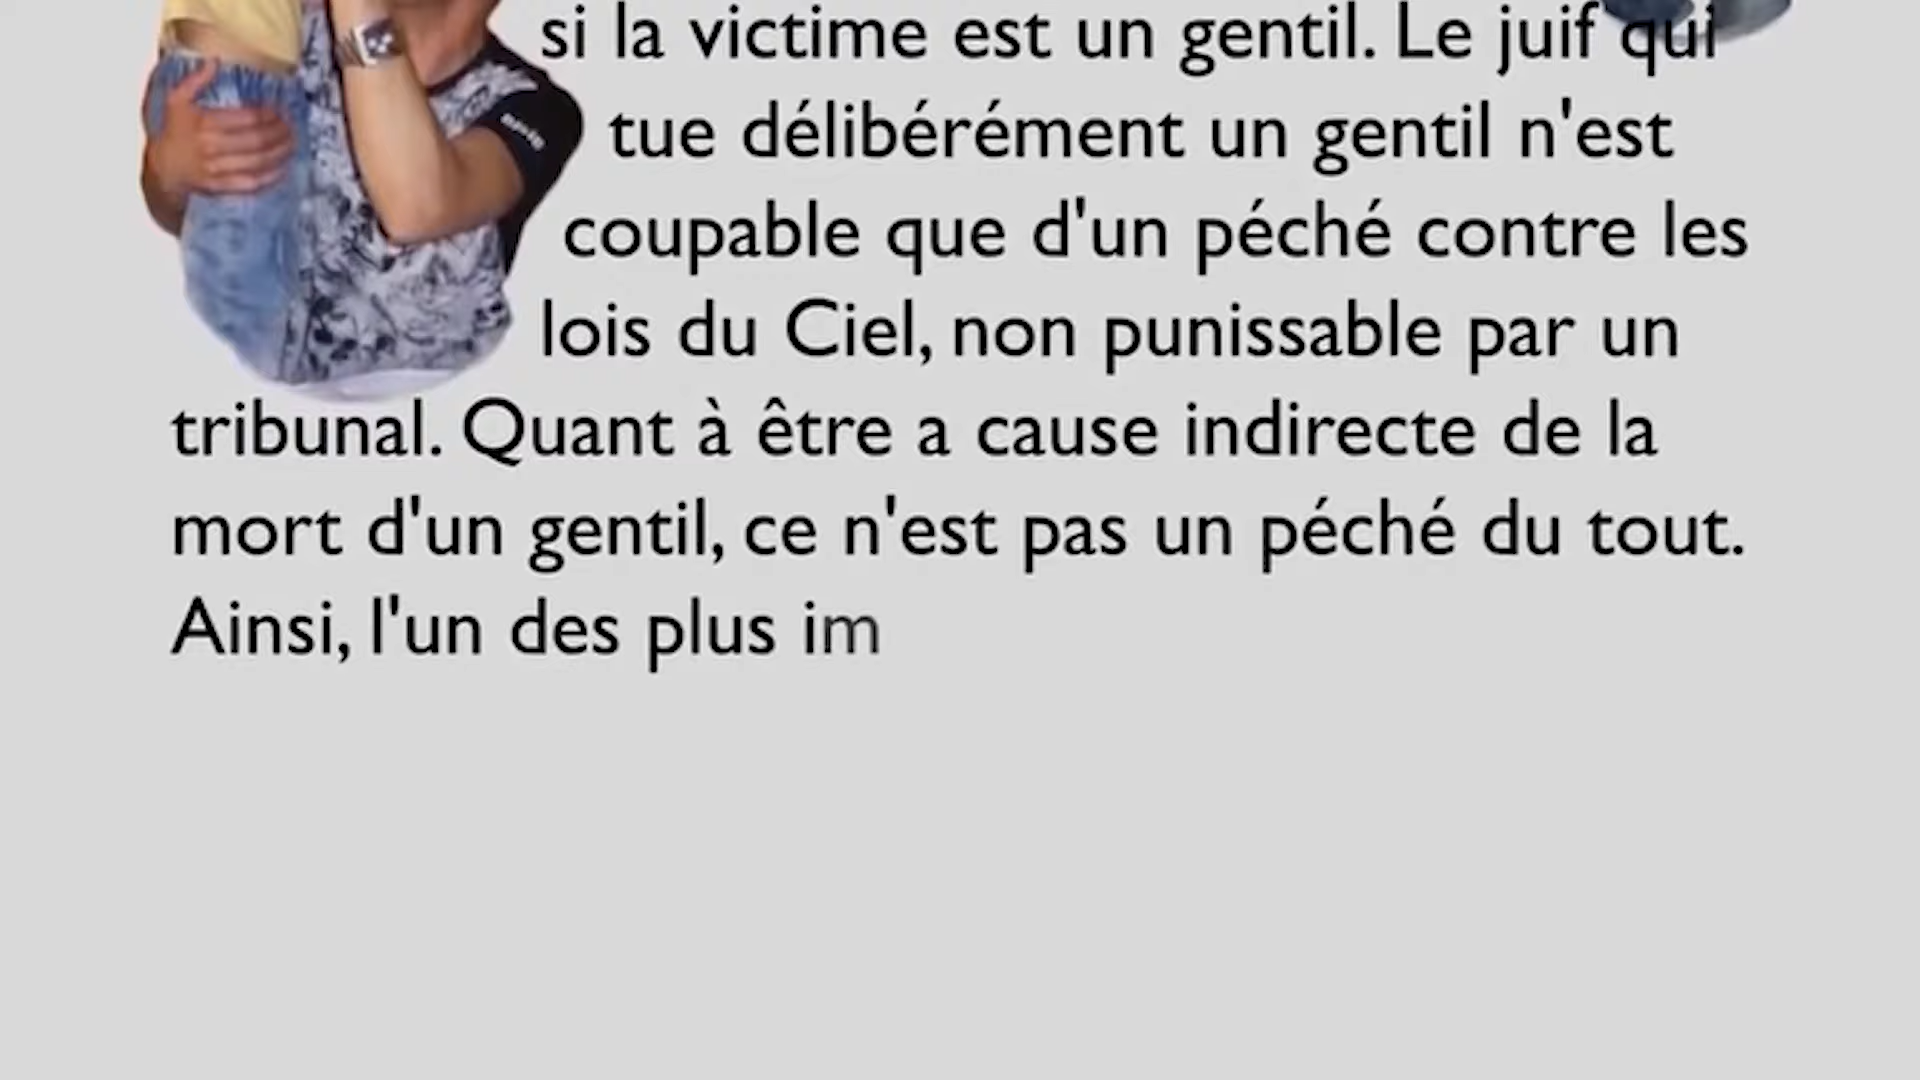 si la victime est un gentil. Le juif qui
tue délibérément un gentil n'est
coupable que d'un péché contre les
lois du Ciel, non punissable par un
tribunal. Quant à être a cause indirecte de la
mort d'un gentil, ce n'est pas un péché du tout.
Ainsi, l'un des plus im